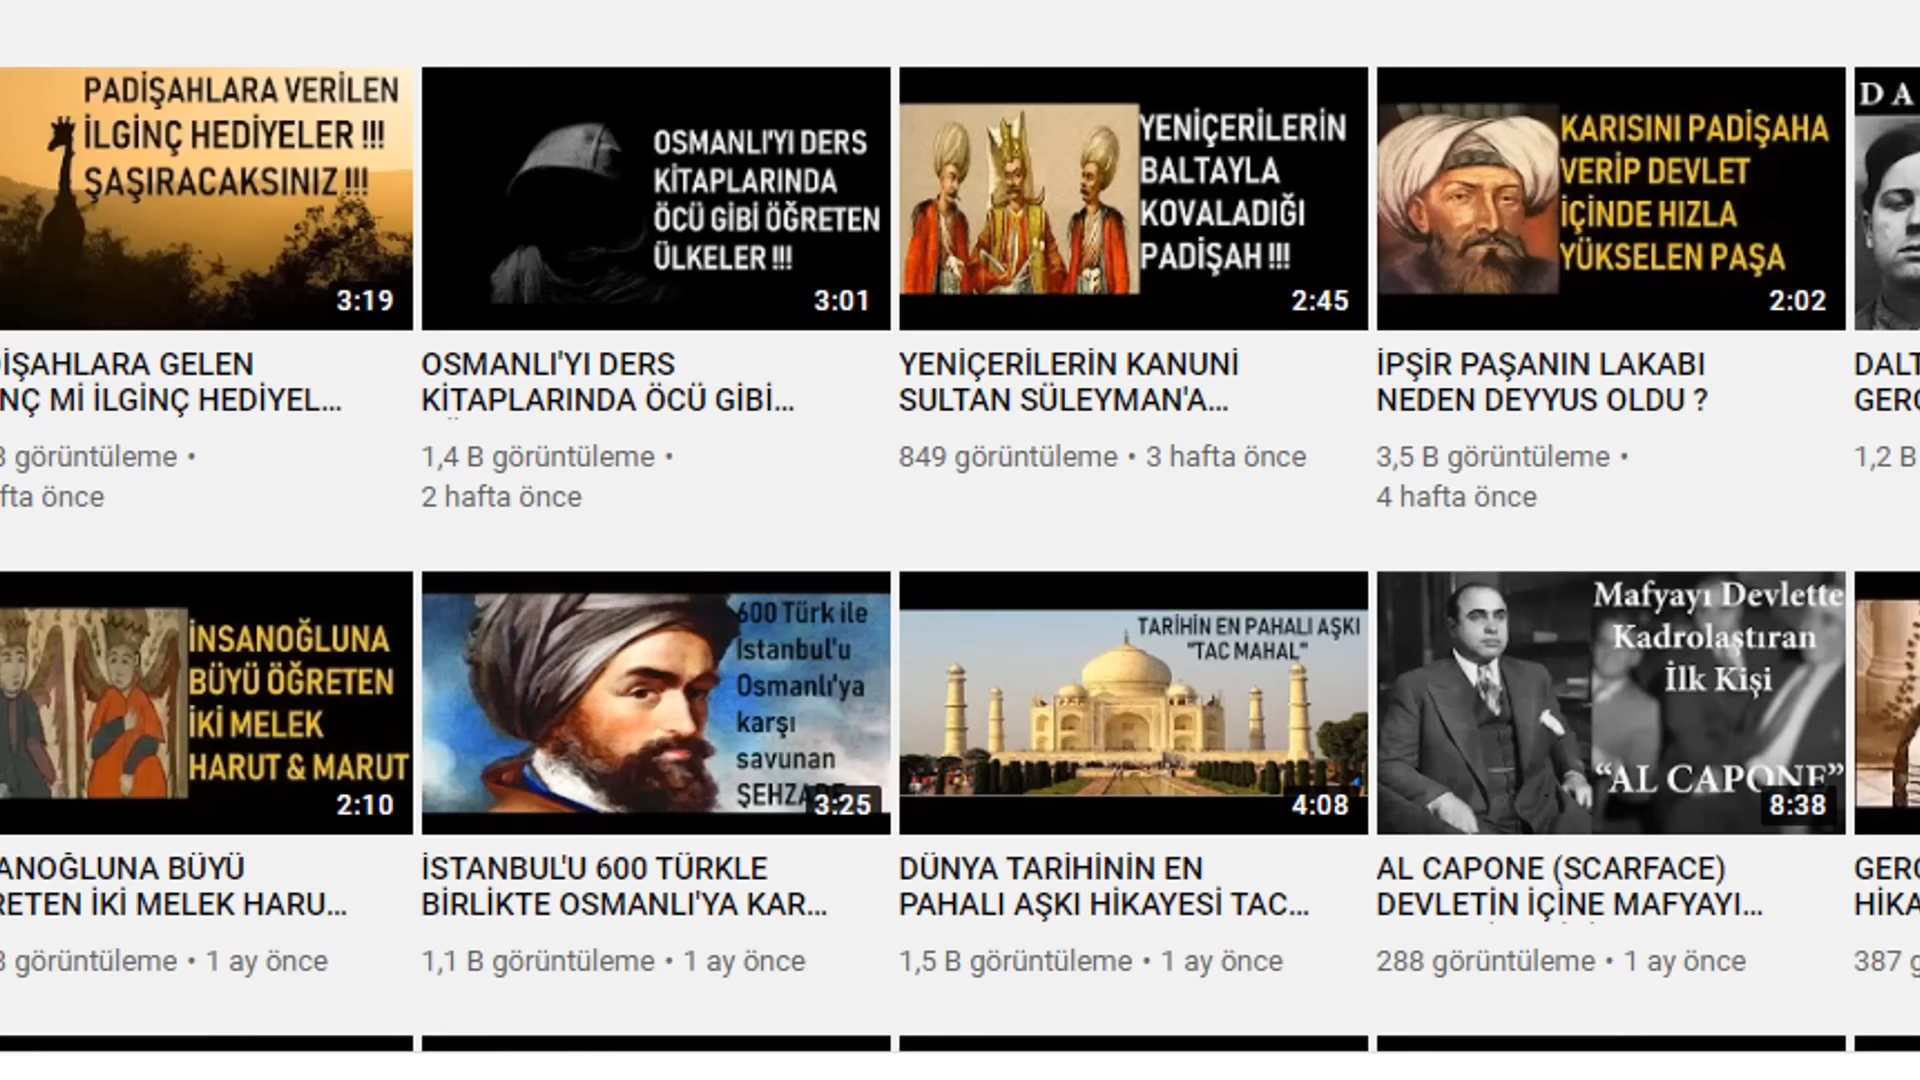 PADİŞAHLARA VERİLEN
İLGİNÇ HEDİYELER !!!
ŞAŞIRACAKSINIZ !!!
3:19
OSMANLI'YI DERS
KİTAPLARINDA
ÖCÜ GİBİ ÖĞRETEN
ÜLKELER !!!
3:01
YENİÇERİLERİN
BALTAYLA
KOVALADIĞI
PADİŞAH !!!
2:45
KARISINI PADİŞAHA
VERİP DEVLET
İÇİNDE HIZLA
YÜKSELEN PAŞA
2:02
DA
İŞAHLARA GELEN
NÇ Mİ İLGİNÇ HEDİYEL...
görüntüleme •
fta önce
OSMANLI'YI DERS
KİTAPLARINDA ÖCÜ GİBİ...
1,4 B görüntüleme •
2 hafta önce
YENİÇERİLERİN KANUNİ
SULTAN SÜLEYMAN'A...
849 görüntüleme • 3 hafta önce
İPŞİR PAŞANIN LAKABI
NEDEN DEYYUS OLDU ?
3,5 B görüntüleme •
4 hafta önce
DALT
GERÇ
1,2 B
İNSANOĞLUNA
BÜYÜ ÖĞRETEN
İKİ MELEK
HARUT & MARUT
2:10
600 Türk ile
İstanbul'u
Osmanlı'ya
karşı
savunan
ŞEHZADE
3:25
TARİHİN EN PAHALI AŞKI
"TAC MAHAL"
4:08
Mafyayı Devlette
Kadrolaştıran
İlk Kişi
“AL CAPONE”
8:38
ANOĞLUNA BÜYÜ
RETEN İKİ MELEK HARU...
görüntüleme • 1 ay önce
İSTANBUL'U 600 TÜRKLE
BİRLİKTE OSMANLI'YA KAR...
1,1 B görüntüleme • 1 ay önce
DÜNYA TARİHİNİN EN
PAHALI AŞKI HİKAYESİ TAC...
1,5 B görüntüleme • 1 ay önce
AL CAPONE (SCARFACE)
DEVLETİN İÇİNE MAFYAYI...
288 görüntüleme • 1 ay önce
GERÇ
HİKA
387 g